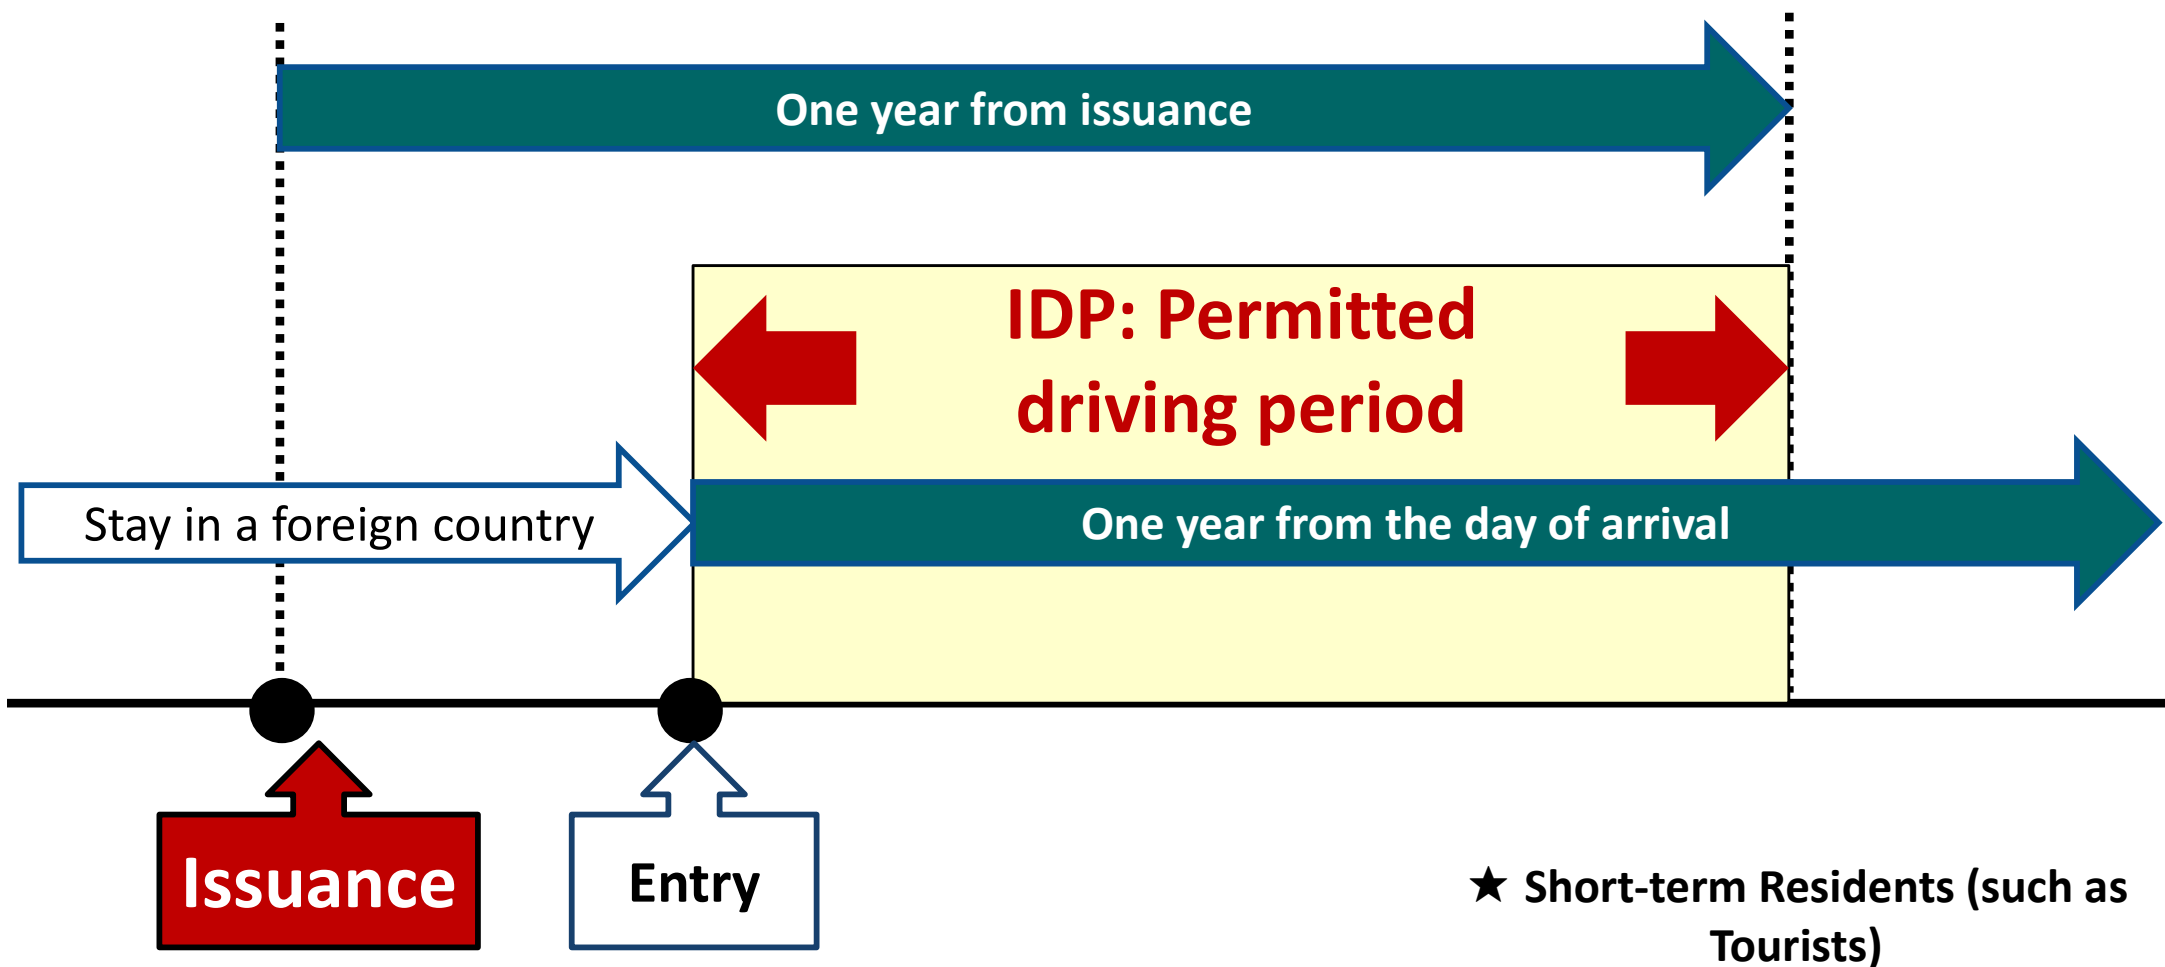 One year from issuance
IDP: Permitted
driving period
Stay in a foreign country
One year from the day of arrival
Issuance
Entry
★ Short-term Residents (such as
Tourists)